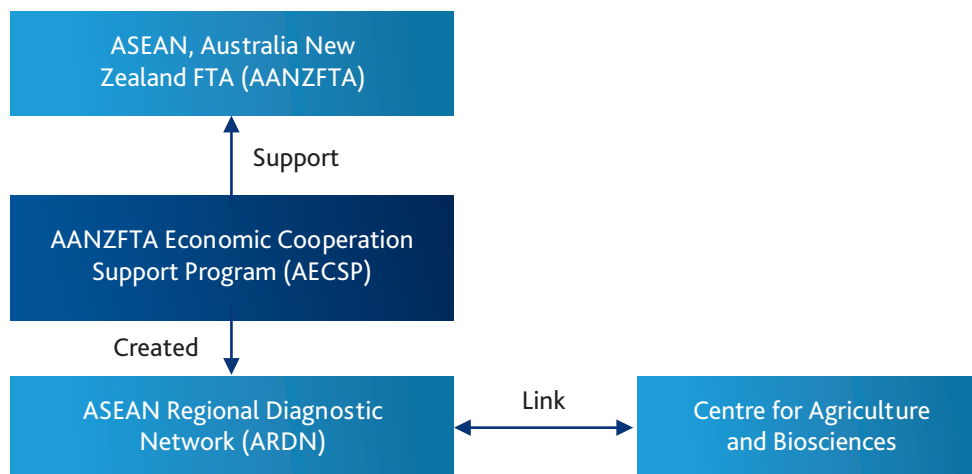 ASEAN, Australia New
Zealand FTA (AANZFTA)
Support
AANZFTA Economic Cooperation
Support Program (AECSP)
Created
ASEAN Regional Diagnostic
Network (ARDN)
Link
Centre for Agriculture
and Biosciences